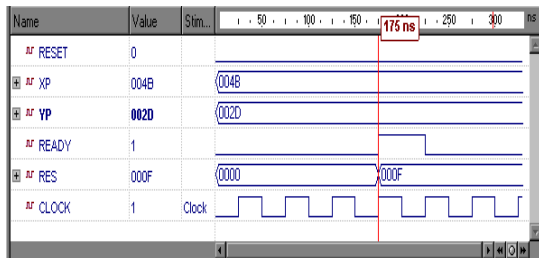 Name Value Stim... 50 100 150 250 300 ns
175 ns
RESET 0
XP 004B 004B
YP 002D 002D
READY 1
RES 000F 0000 000F
CLOCK 1 Clock